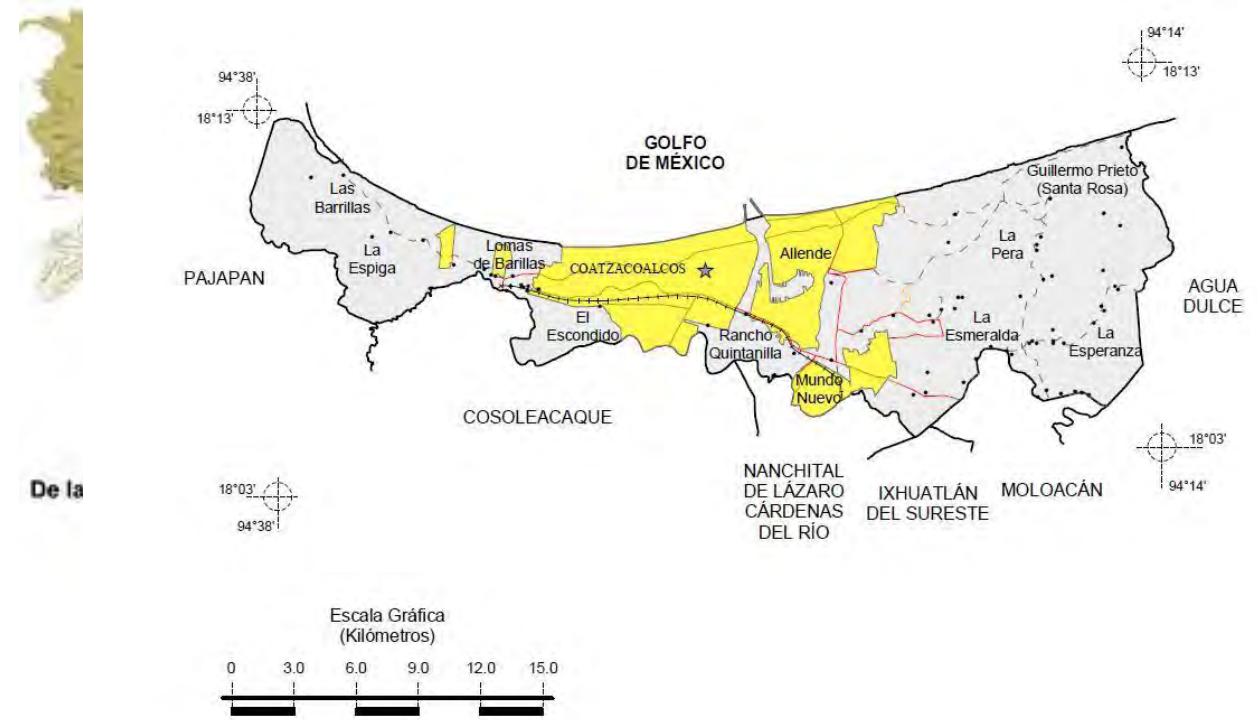 94°14'
18°13'
94°38'
18°13'
GOLFO
DE MÉXICO
Guillermo Prieto
(Santa Rosa)
Las
Barrillas
La
Espiga
Lomas
de Barillas
COATZACOALCOS
Allende
La
Pera
PAJAPAN
AGUA
DULCE
El
Escondido
Rancho
Quintanilla
La
Esmeralda
La
Esperanza
Mundo
Nuevo
COSOLEACAQUE
18°03'
94°14'
NANCHITAL
DE LÁZARO
CÁRDENAS
DEL RÍO
IXHUATLÁN
DEL SURESTE
MOLOACÁN
De la
18°03'
94°38'
Escala Gráfica
(Kilómetros)
0 3.0 6.0 9.0 12.0 15.0